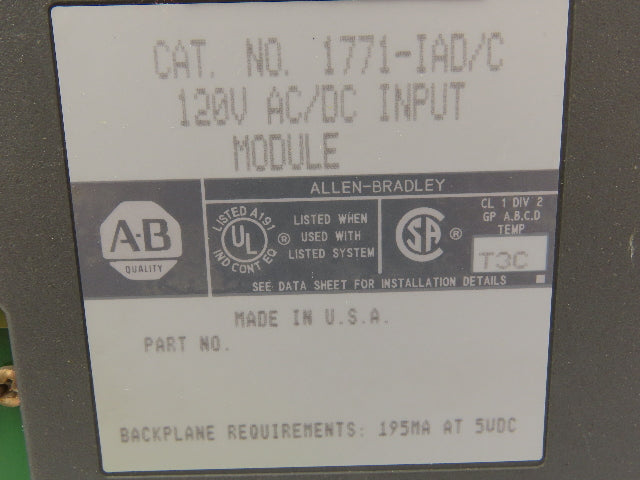 CAT. NO. 1771-IAD/C
120V AC/DC INPUT
MODULE
ALLEN-BRADLEY
A-B
QUALITY
LISTED A191
UL
IND CONT EQ
®
LISTED WHEN
USED WITH
LISTED SYSTEM
SA
®
CL 1 DIV 2
GP A,B,C,D
TEMP
T3C
SEE DATA SHEET FOR INSTALLATION DETAILS
MADE IN U.S.A.
PART NO.
BACKPLANE REQUIREMENTS: 195MA AT 5VDC